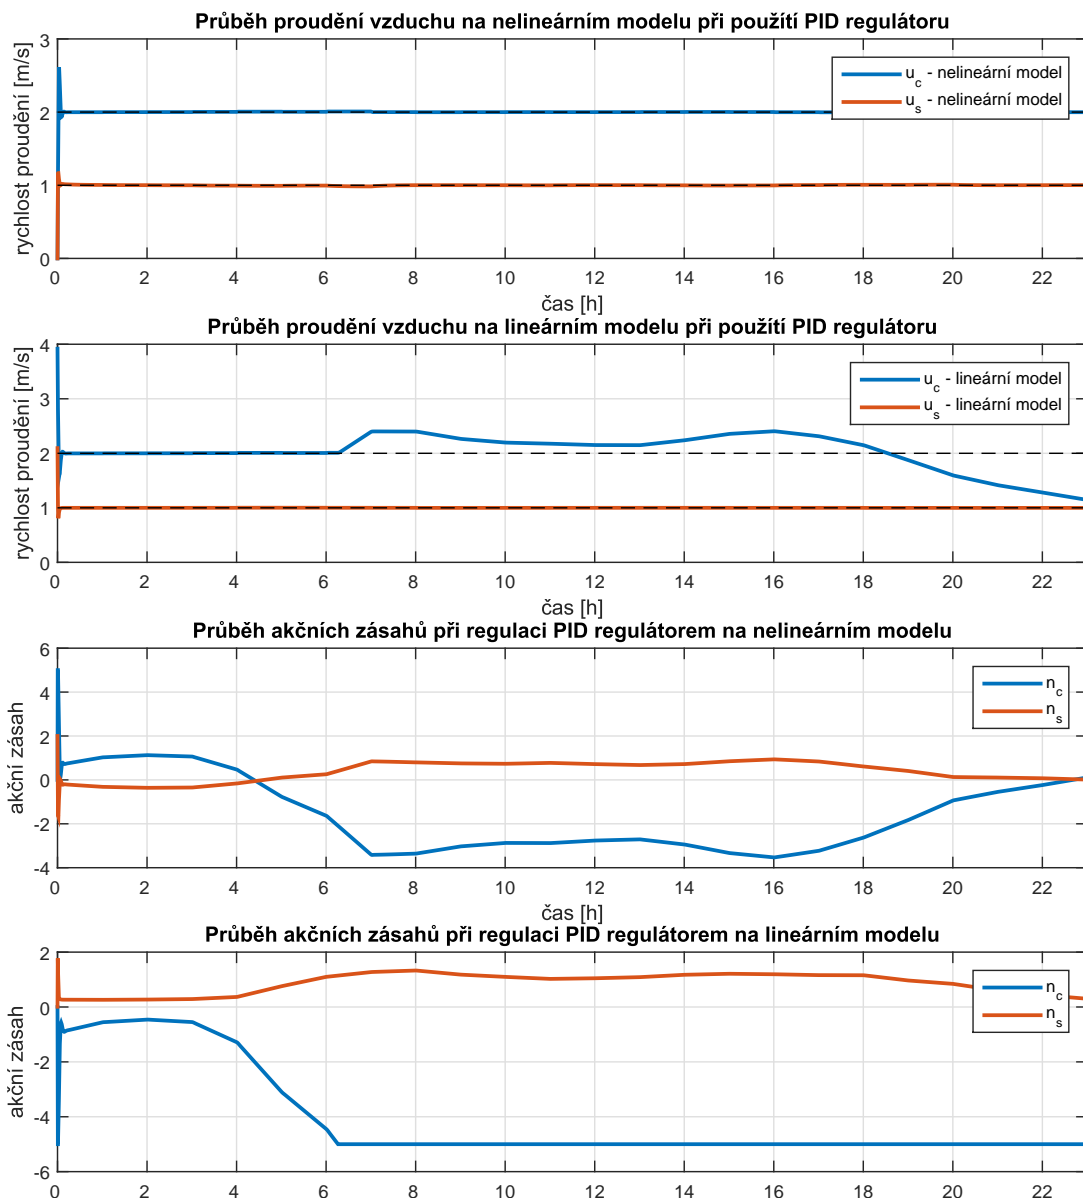 Průběh proudění vzduchu na nelineárním modelu při použítí PID regulátoru
rychlost proudění [m/s]
3
2
1
0
u_c - nelineární model
u_s - nelineární model
0 2 4 6 8 10 12 14 16 18 20 22
čas [h]
Průběh proudění vzduchu na lineárním modelu při použítí PID regulátoru
rychlost proudění [m/s]
4
3
2
1
0
u_c - lineární model
u_s - lineární model
0 2 4 6 8 10 12 14 16 18 20 22
čas [h]
Průběh akčních zásahů při regulaci PID regulátorem na nelineárním modelu
akční zásah
6
4
2
0
-2
-4
n_c
n_s
0 2 4 6 8 10 12 14 16 18 20 22
čas [h]
Průběh akčních zásahů při regulaci PID regulátorem na lineárním modelu
akční zásah
2
0
-2
-4
-6
n_c
n_s
0 2 4 6 8 10 12 14 16 18 20 22